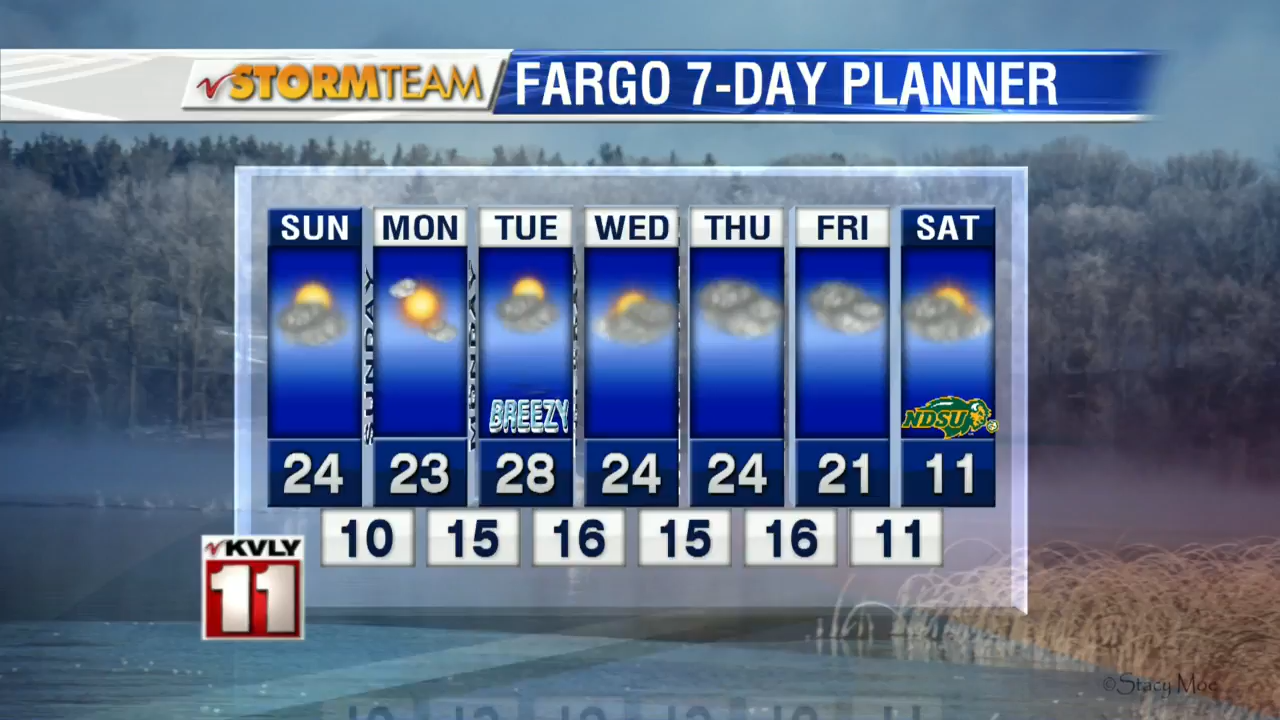 STORMTEAM
FARGO 7-DAY PLANNER
SUN MON TUE WED THU FRI SAT
SUNDAY MONDAY
BREEZY NDSU
24 23 28 24 24 21 11
10 15 16 15 16 11
KVLY
11
©Stacy Moe